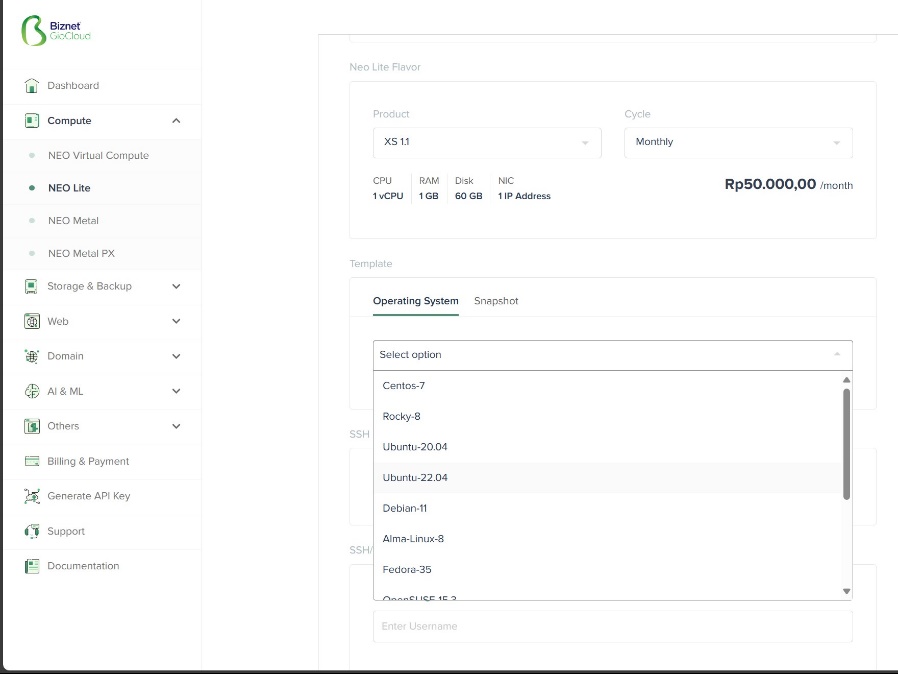 Biznet
GioCloud
Dashboard
Compute
NEO Virtual Compute
NEO Lite
NEO Metal
NEO Metal PX
Storage & Backup
Web
Domain
AI & ML
Others
Billing & Payment
Generate API Key
Support
Documentation
Neo Lite Flavor
Product
Cycle
XS 1.1
Monthly
CPU
RAM
Disk
NIC
1 vCPU
1 GB
60 GB
1 IP Address
Rp50.000,00 /month
Template
Operating System
Snapshot
Select option
Centos-7
Rocky-8
Ubuntu-20.04
Ubuntu-22.04
Debian-11
Alma-Linux-8
Fedora-35
OpenSUSE-15.3
SSH
SSH/
Enter Username